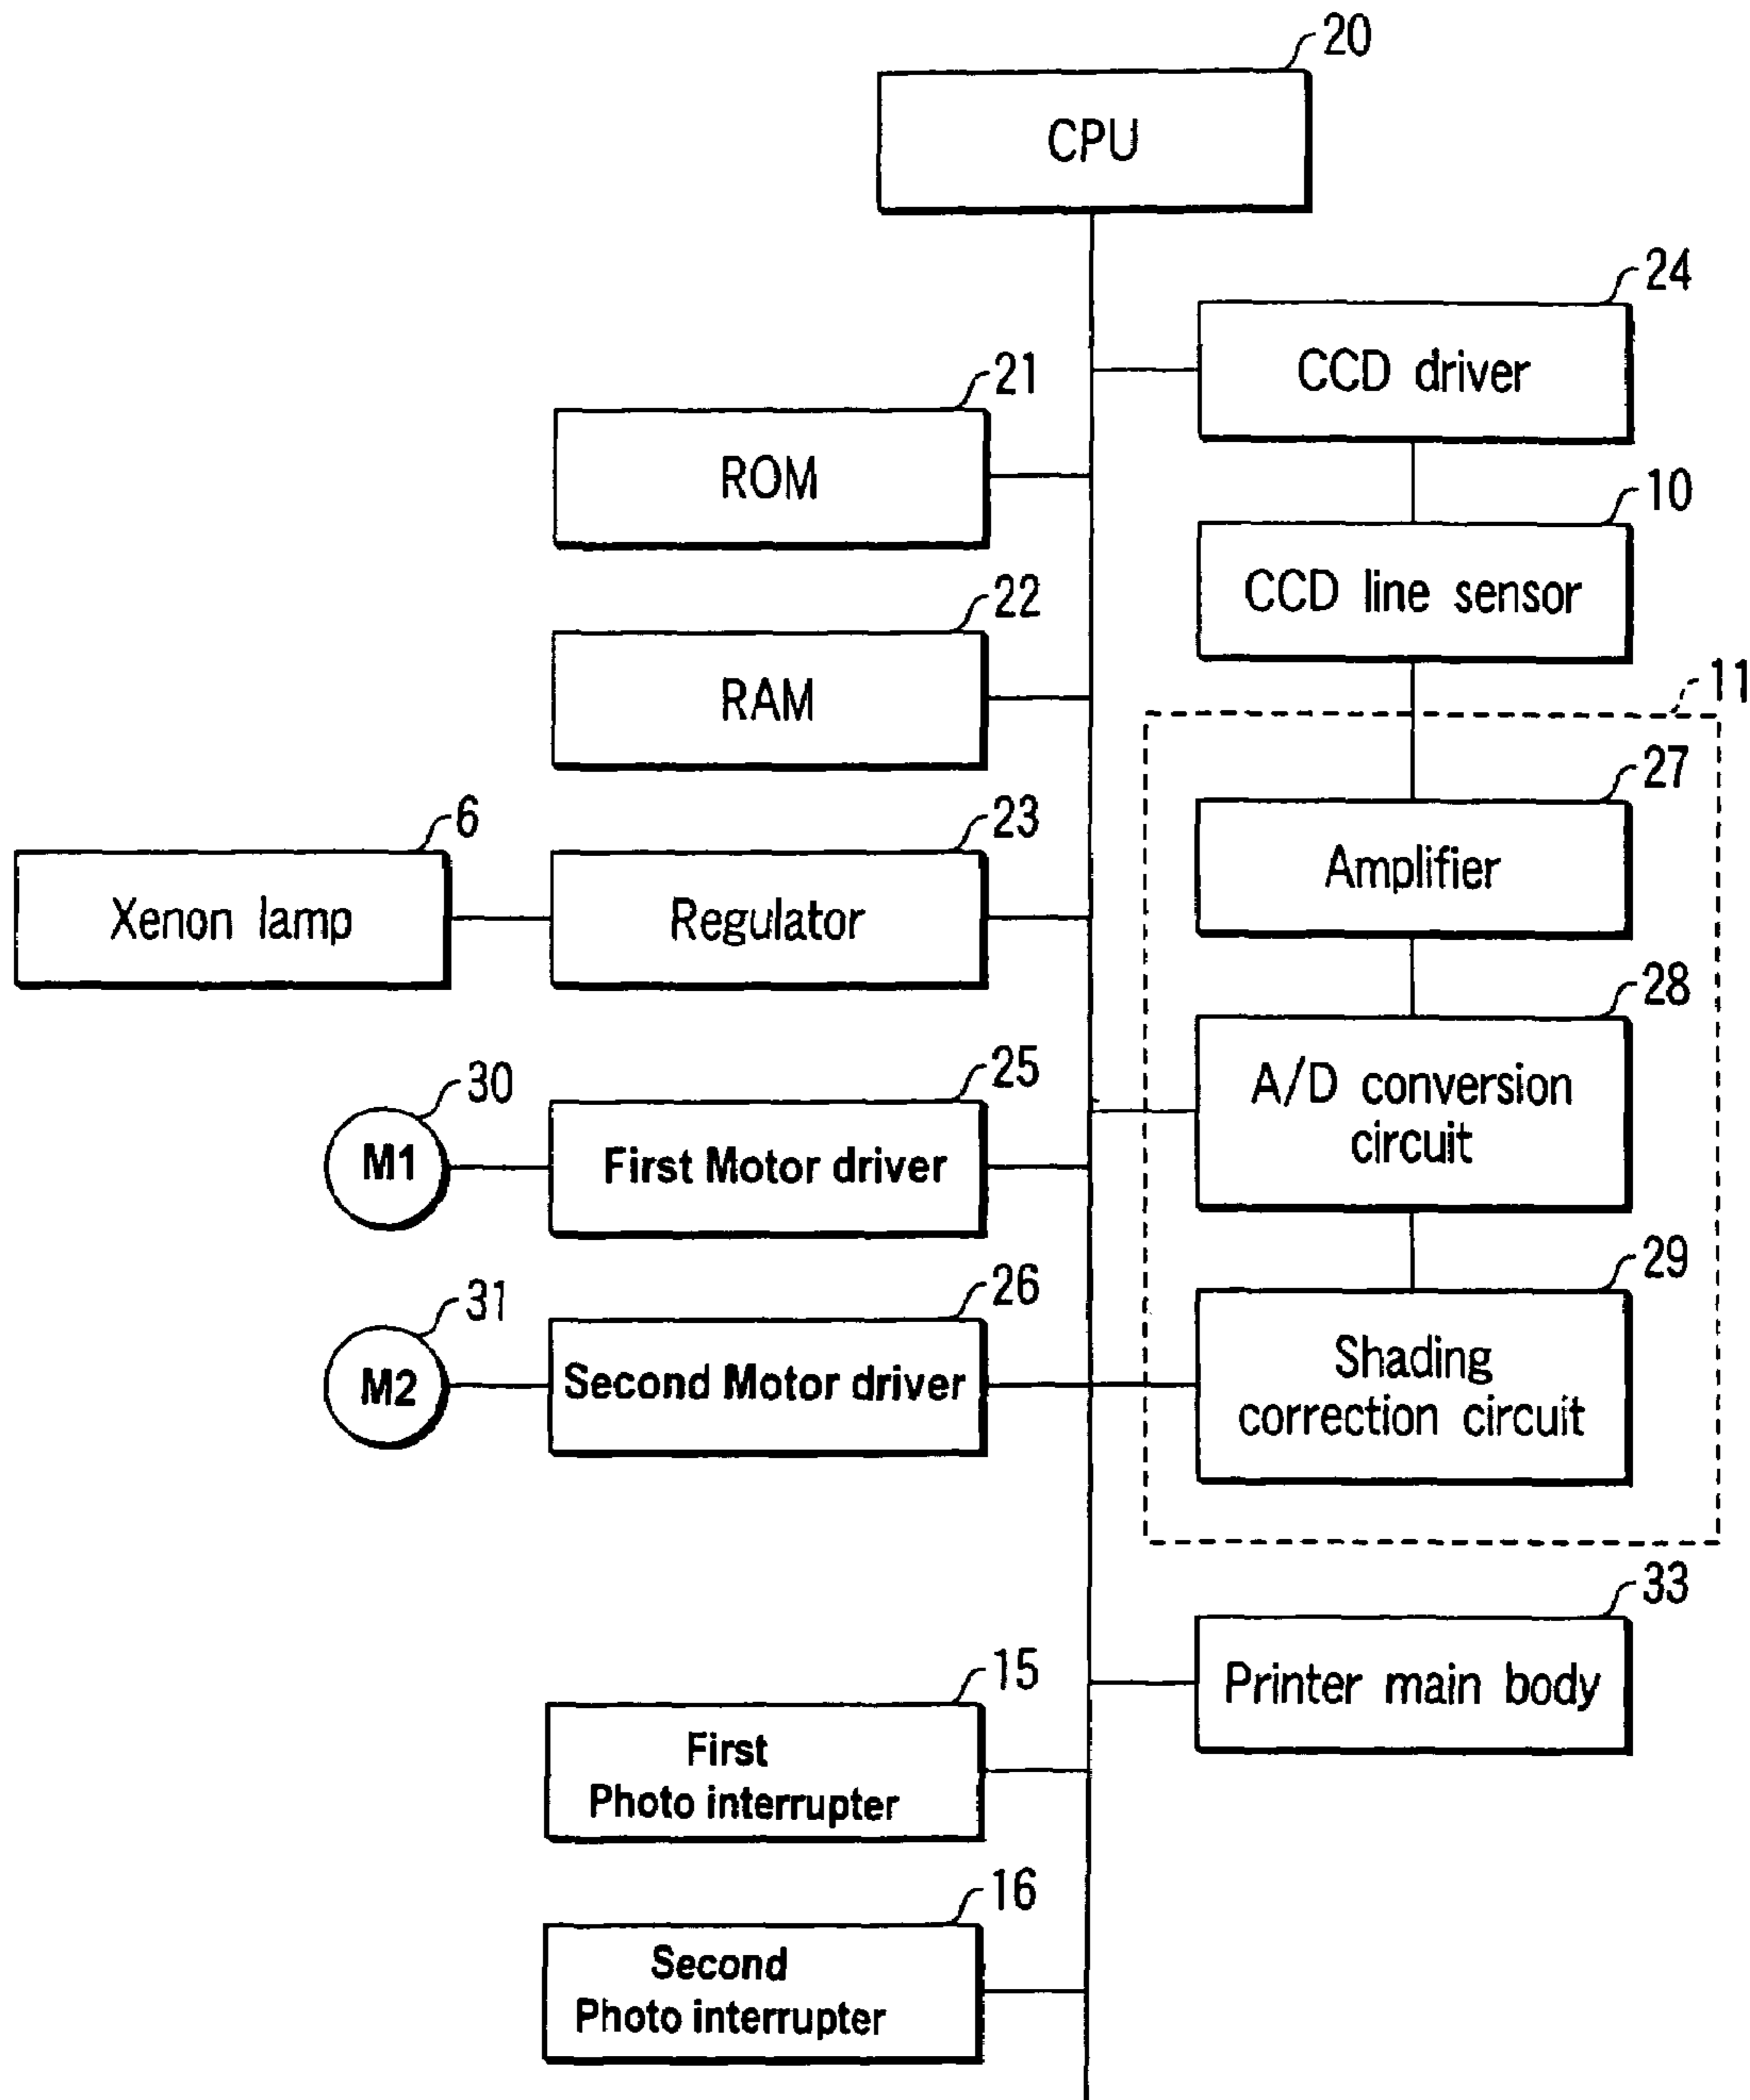 20
CPU
24
CCD driver
21
ROM
10
CCD line sensor
22
RAM
11
27
Amplifier
6
Xenon lamp
23
Regulator
28
A/D conversion
circuit
30
M1
25
First Motor driver
29
Shading
correction circuit
31
M2
26
Second Motor driver
33
Printer main body
15
First
Photo interrupter
16
Second
Photo interrupter